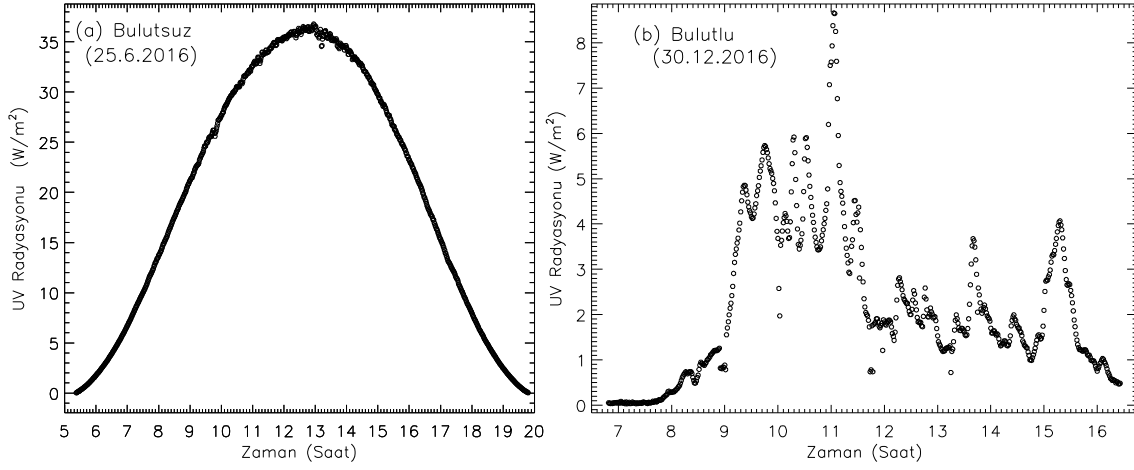 (a) Bulutsuz
(25.6.2016)
UV Radyasyonu (W/m²)
35
30
25
20
15
10
5
0
5 6 7 8 9 10 11 12 13 14 15 16 17 18 19 20
Zaman (Saat)
(b) Bulutlu
(30.12.2016)
UV Radyasyonu (W/m²)
8
7
6
5
4
3
2
1
0
7 8 9 10 11 12 13 14 15 16
Zaman (Saat)